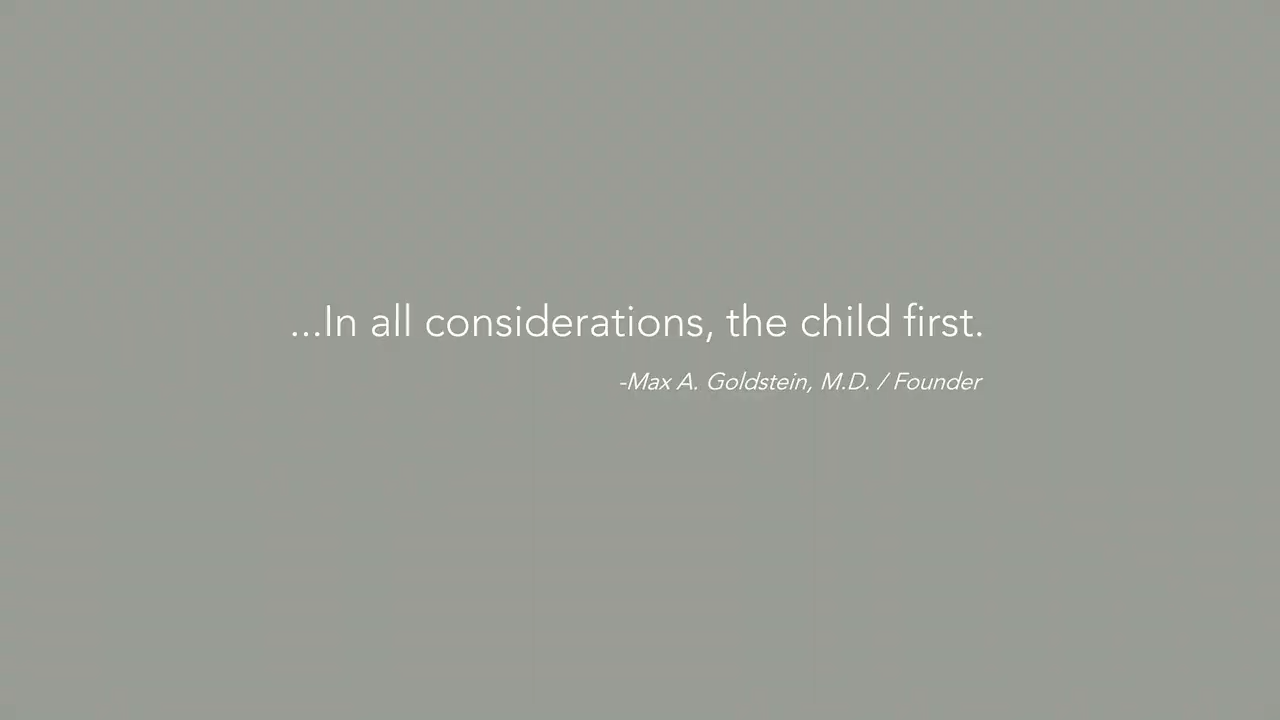 ...In all considerations, the child first.
-Max A. Goldstein, M.D. / Founder